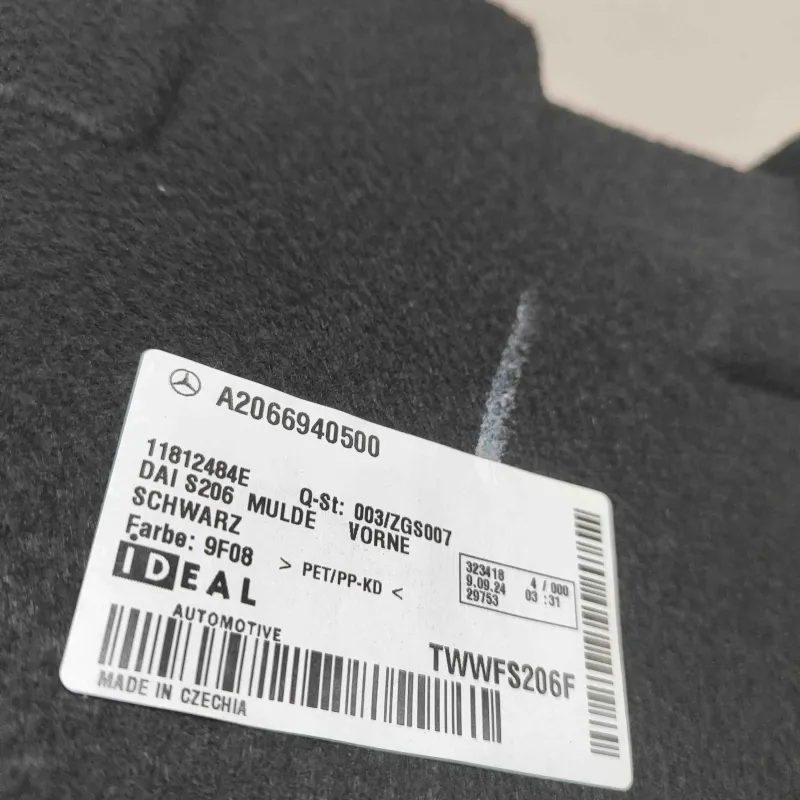 A2066940500
11812484E Q-St: 003/ZGS007
DAI S206 MULDE VORNE
SCHWARZ
Farbe: 9F08 > PET/PP-KD <
IDEAL
AUTOMOTIVE
323418 4 / 000
9.09.24 03 :31
29753
TWWFS206F
MADE IN CZECHIA